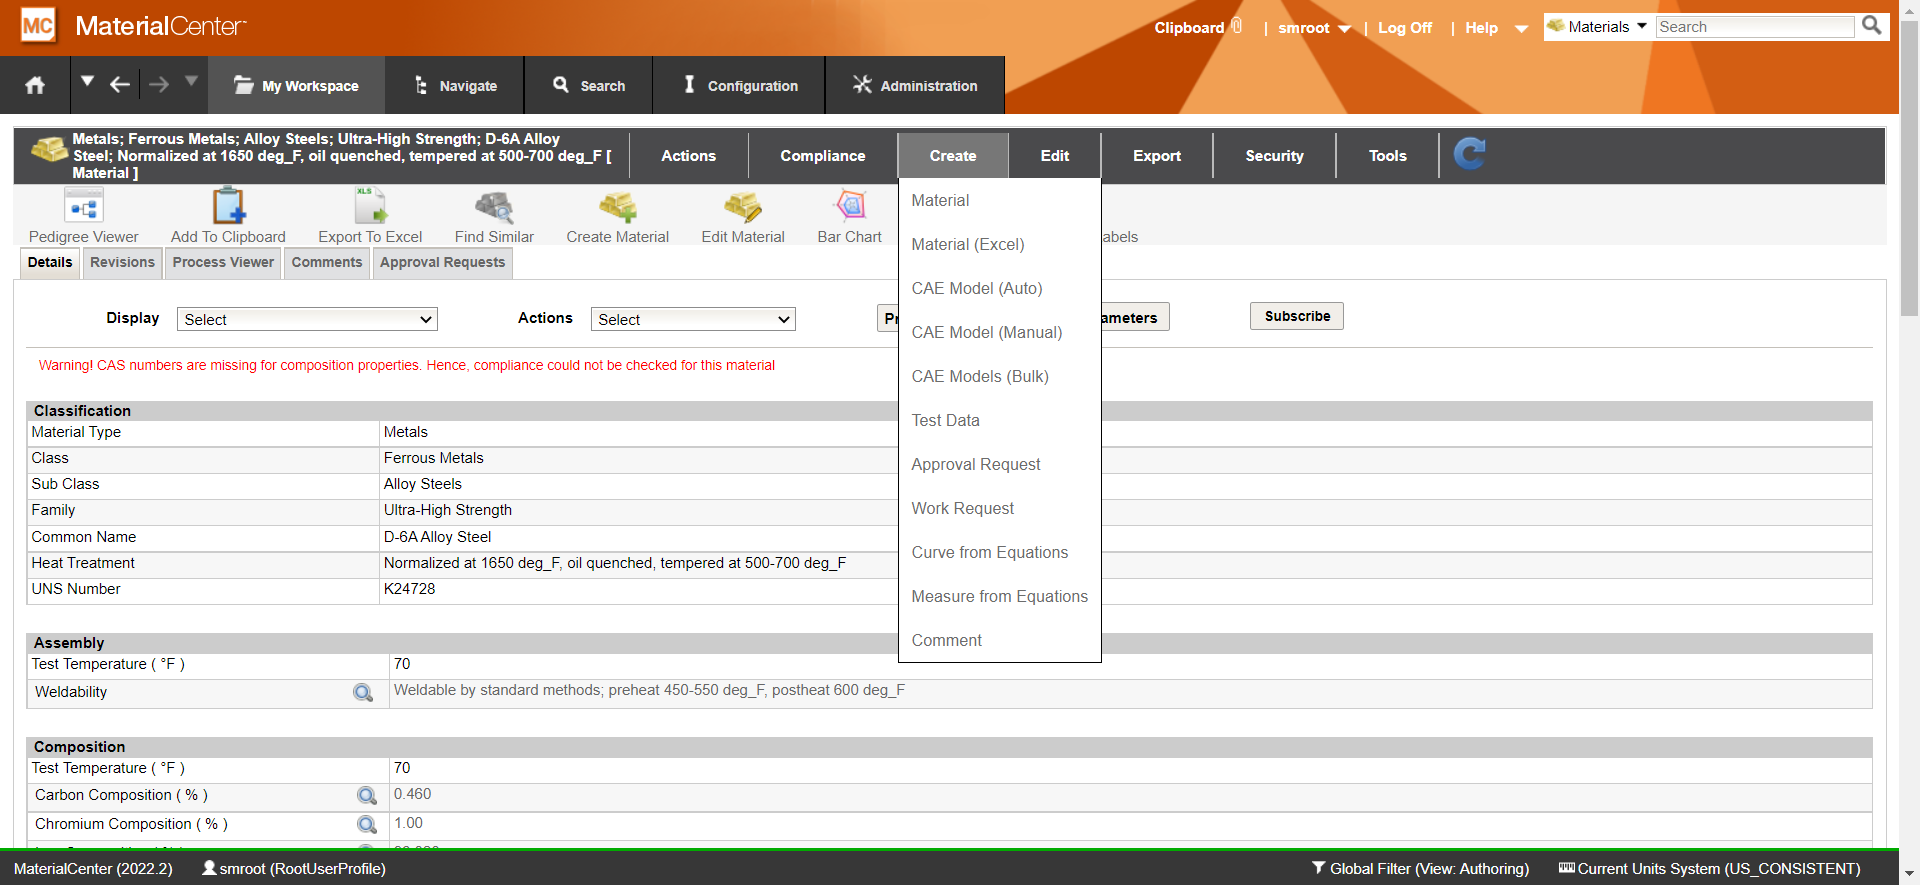 MC MaterialCenter
Clipboard | smroot | Log Off | Help Materials Search
My Workspace Navigate Search Configuration Administration
Metals; Ferrous Metals; Alloy Steels; Ultra-High Strength; D-6A Alloy
Steel; Normalized at 1650 deg_F, oil quenched, tempered at 500-700 deg_F [
Material ]
Actions Compliance Create Edit Export Security Tools
XLS
Pedigree Viewer Add To Clipboard Export To Excel Find Similar Create Material Edit Material Bar Chart abels
Material
Material (Excel)
CAE Model (Auto)
CAE Model (Manual)
CAE Models (Bulk)
Test Data
Approval Request
Work Request
Curve from Equations
Measure from Equations
Comment
Details Revisions Process Viewer Comments Approval Requests
Display Select Actions Select Pr ameters Subscribe
Warning! CAS numbers are missing for composition properties. Hence, compliance could not be checked for this material
Classification
Material Type Metals
Class Ferrous Metals
Sub Class Alloy Steels
Family Ultra-High Strength
Common Name D-6A Alloy Steel
Heat Treatment Normalized at 1650 deg_F, oil quenched, tempered at 500-700 deg_F
UNS Number K24728
Assembly
Test Temperature ( °F ) 70
Weldability Weldable by standard methods; preheat 450-550 deg_F, postheat 600 deg_F
Composition
Test Temperature ( °F ) 70
Carbon Composition ( % ) 0.460
Chromium Composition ( % ) 1.00
MaterialCenter (2022.2) smroot (RootUserProfile) Global Filter (View: Authoring) Current Units System (US_CONSISTENT)